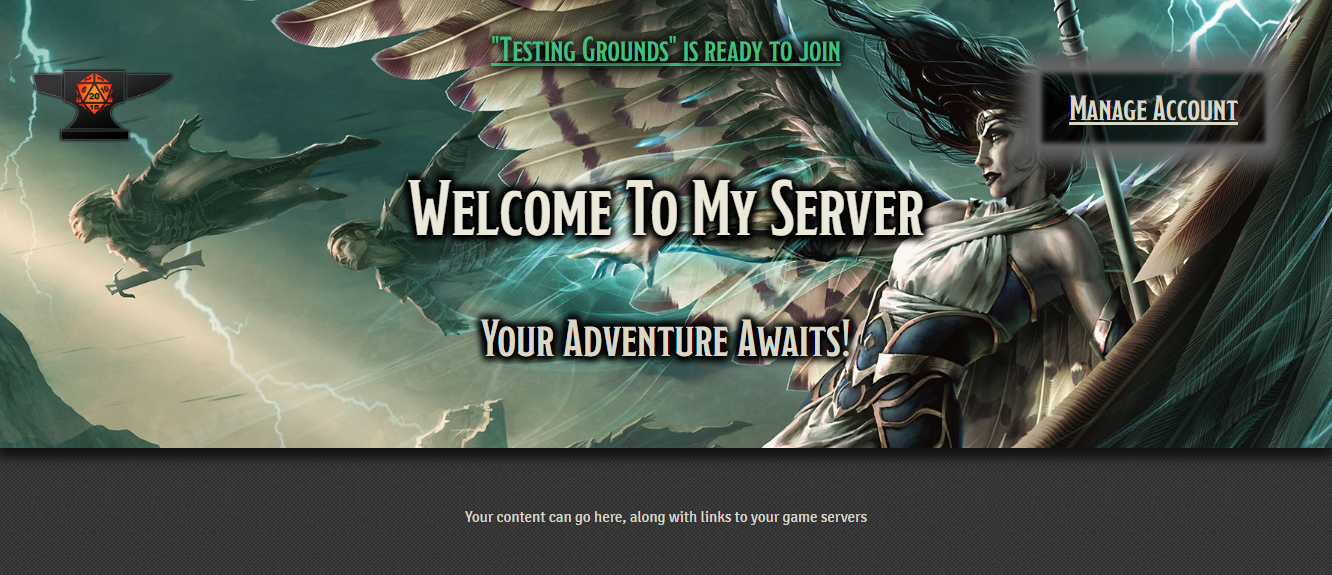 "Testing Grounds" is ready to join
20
Manage Account
Welcome To My Server
Your Adventure Awaits!
Your content can go here, along with links to your game servers